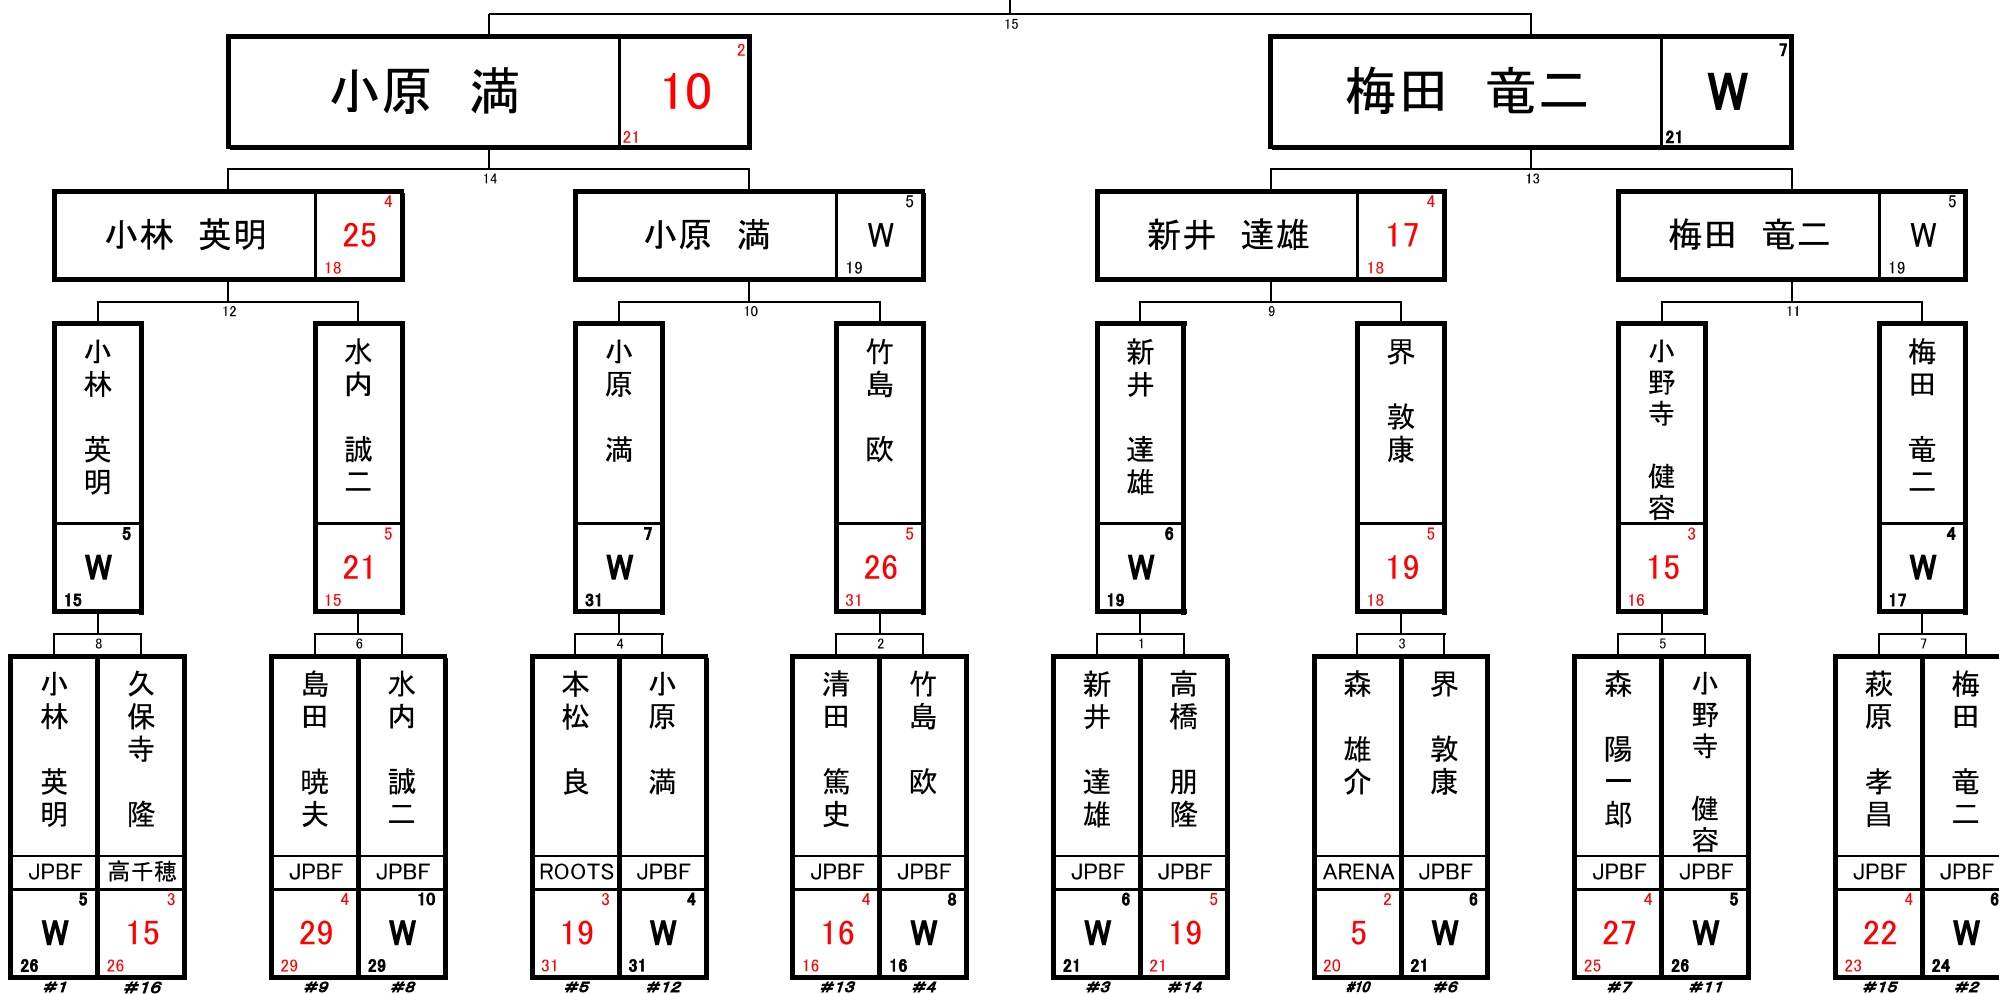 15
小原　満 10 2 21
梅田　竜二 W 7 21
14
13
小林　英明 25 4 18
小原　満 W 5 19
新井　達雄 17 4 18
梅田　竜二 W 5 19
12
10
9
11
小林　英明 5 W 15
水内　誠二 5 21 15
小原　満 7 W 31
竹島　欧 5 26 31
新井　達雄 6 W 19
界　敦康 5 19 18
小野寺　健容 3 15 16
梅田　竜二 4 W 17
8
6
4
2
1
3
5
7
小林　英明 JPBF 5 W 26 #1
久保寺　隆 高千穂 3 15 26 #16
島田　暁夫 JPBF 4 29 29 #9
水内　誠二 JPBF 10 W 29 #8
本松　良 ROOTS 3 19 31 #5
小原　満 JPBF 4 W 31 #12
清田　篤史 JPBF 4 16 16 #13
竹島　欧 JPBF 8 W 16 #4
新井　達雄 JPBF 6 W 21 #3
高橋　朋隆 JPBF 5 19 21 #14
森　雄介 ARENA 2 5 20 #10
界　敦康 JPBF 6 W 21 #6
森　陽一郎 JPBF 4 27 25 #7
小野寺　健容 JPBF 5 W 26 #11
萩原　孝昌 JPBF 4 22 23 #15
梅田　竜二 JPBF 6 W 24 #2